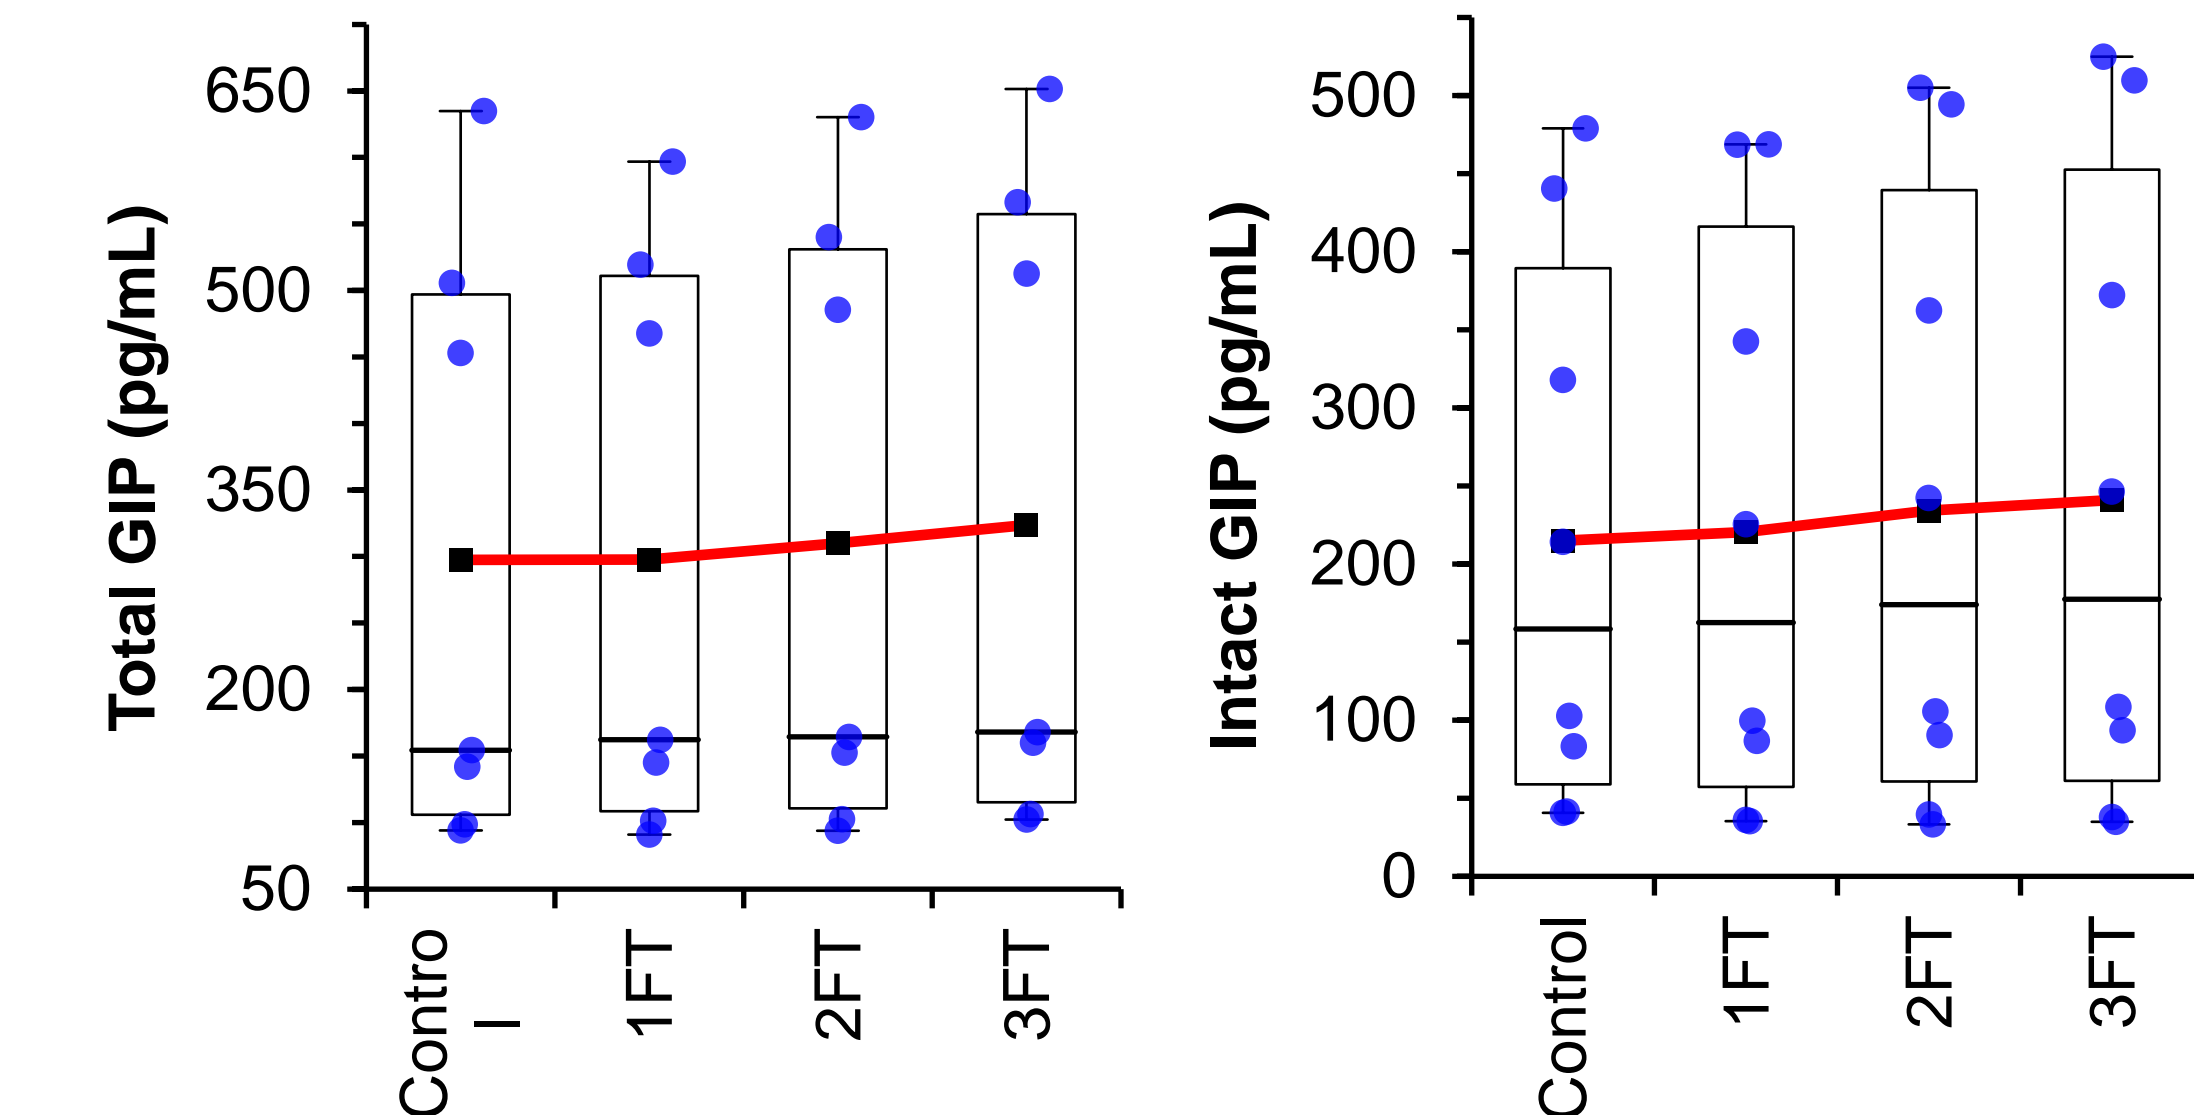 Total GIP (pg/mL)
650
500
350
200
50
Contro
l
1FT
2FT
3FT
Intact GIP (pg/mL)
500
400
300
200
100
0
Control
1FT
2FT
3FT